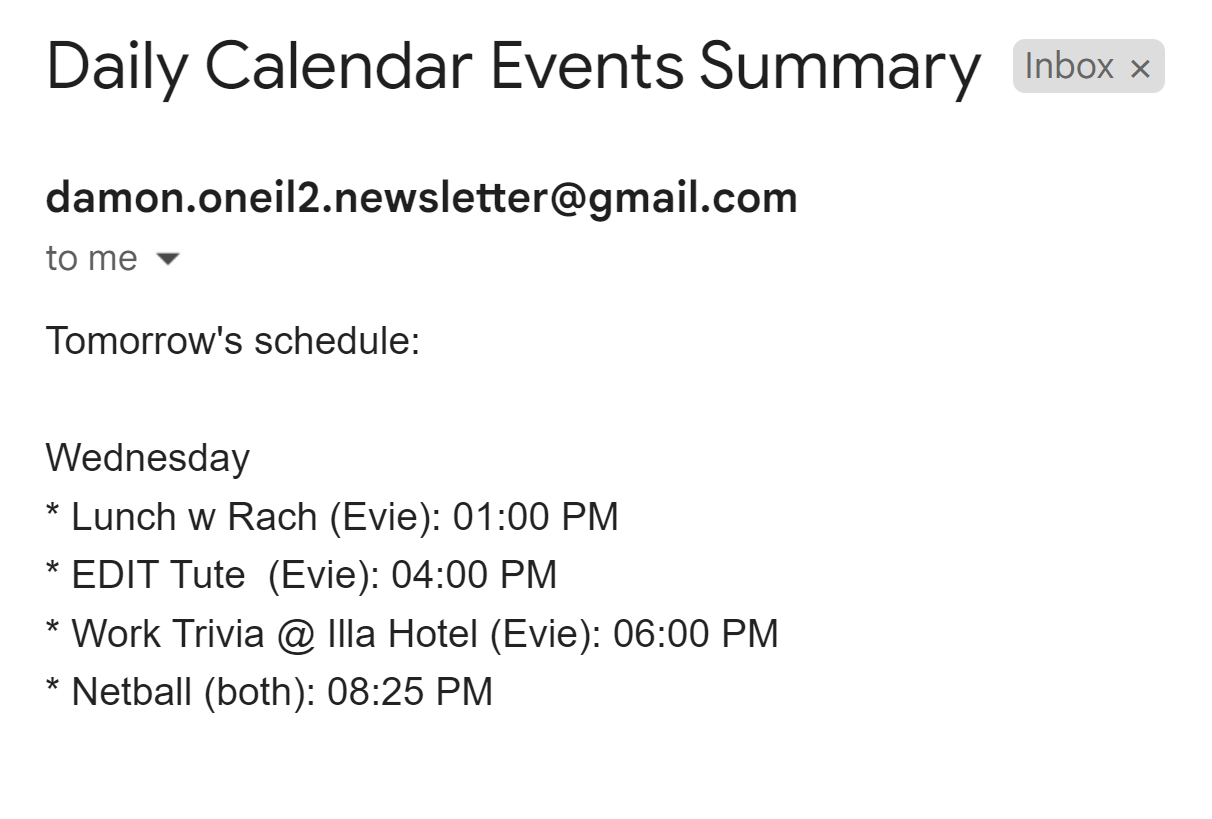 Daily Calendar Events Summary Inbox ×
damon.oneil2.newsletter@gmail.com
to me
Tomorrow's schedule:
Wednesday
* Lunch w Rach (Evie): 01:00 PM
* EDIT Tute  (Evie): 04:00 PM
* Work Trivia @ Illa Hotel (Evie): 06:00 PM
* Netball (both): 08:25 PM